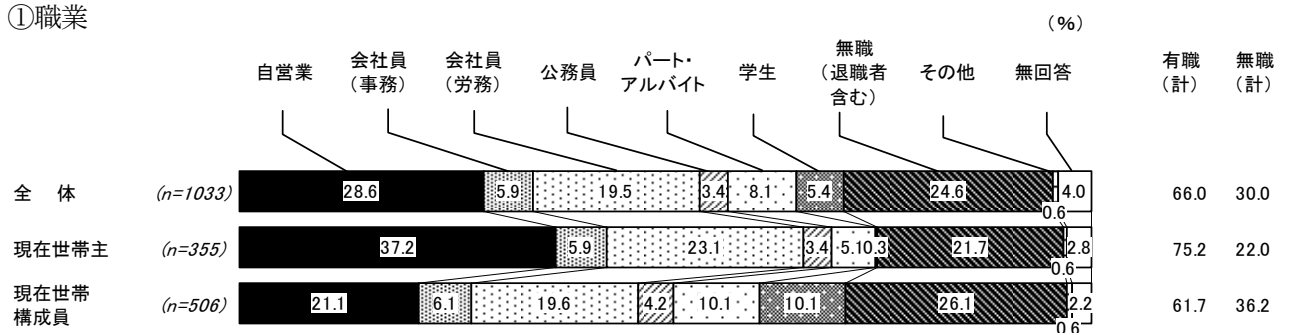 ①職業
（%）
自営業
会社員
（事務）
会社員
（労務）
公務員
パート・
アルバイト
学生
無職
（退職者
含む）
その他
無回答
有職
（計）
無職
（計）
全 体 (n=1033) 28.6 5.9 19.5 3.4 8.1 5.4 24.6 0.6 4.0 66.0 30.0
現在世帯主 (n=355) 37.2 5.9 23.1 3.4 5.1 0.3 21.7 0.6 2.8 75.2 22.0
現在世帯
構成員 (n=506) 21.1 6.1 19.6 4.2 10.1 10.1 26.1 0.6 2.2 61.7 36.2